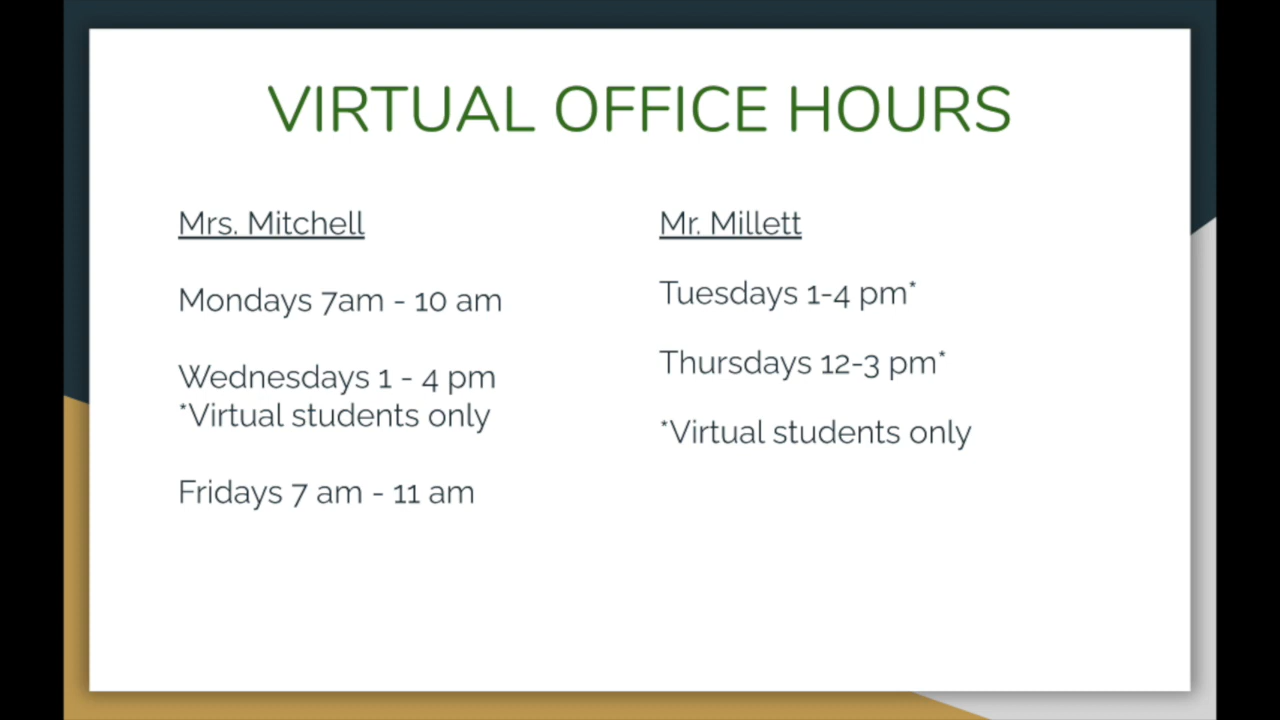 VIRTUAL OFFICE HOURS
Mrs. Mitchell
Mondays 7am - 10 am
Wednesdays 1 - 4 pm
*Virtual students only
Fridays 7 am - 11 am
Mr. Millett
Tuesdays 1-4 pm*
Thursdays 12-3 pm*
*Virtual students only